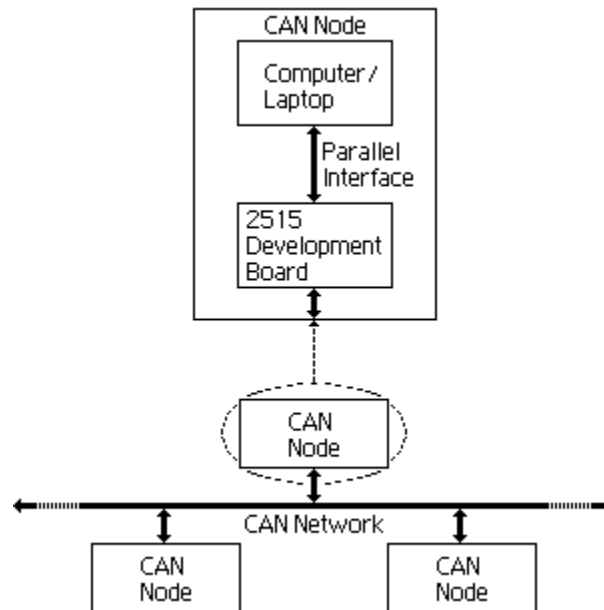 CAN Node
Computer/
Laptop
Parallel
Interface
2515
Development
Board
CAN
Node
CAN Network
CAN
Node
CAN
Node